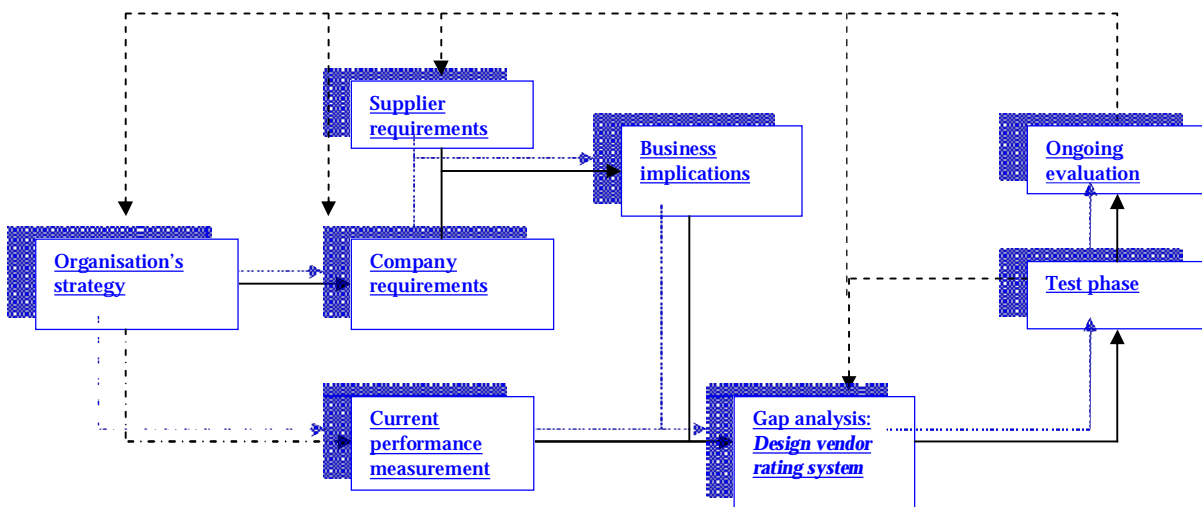 Supplier
requirements
Business
implications
Ongoing
evaluation
Organisation's
strategy
Company
requirements
Test phase
Current
performance
measurement
Gap analysis:
Design vendor
rating system